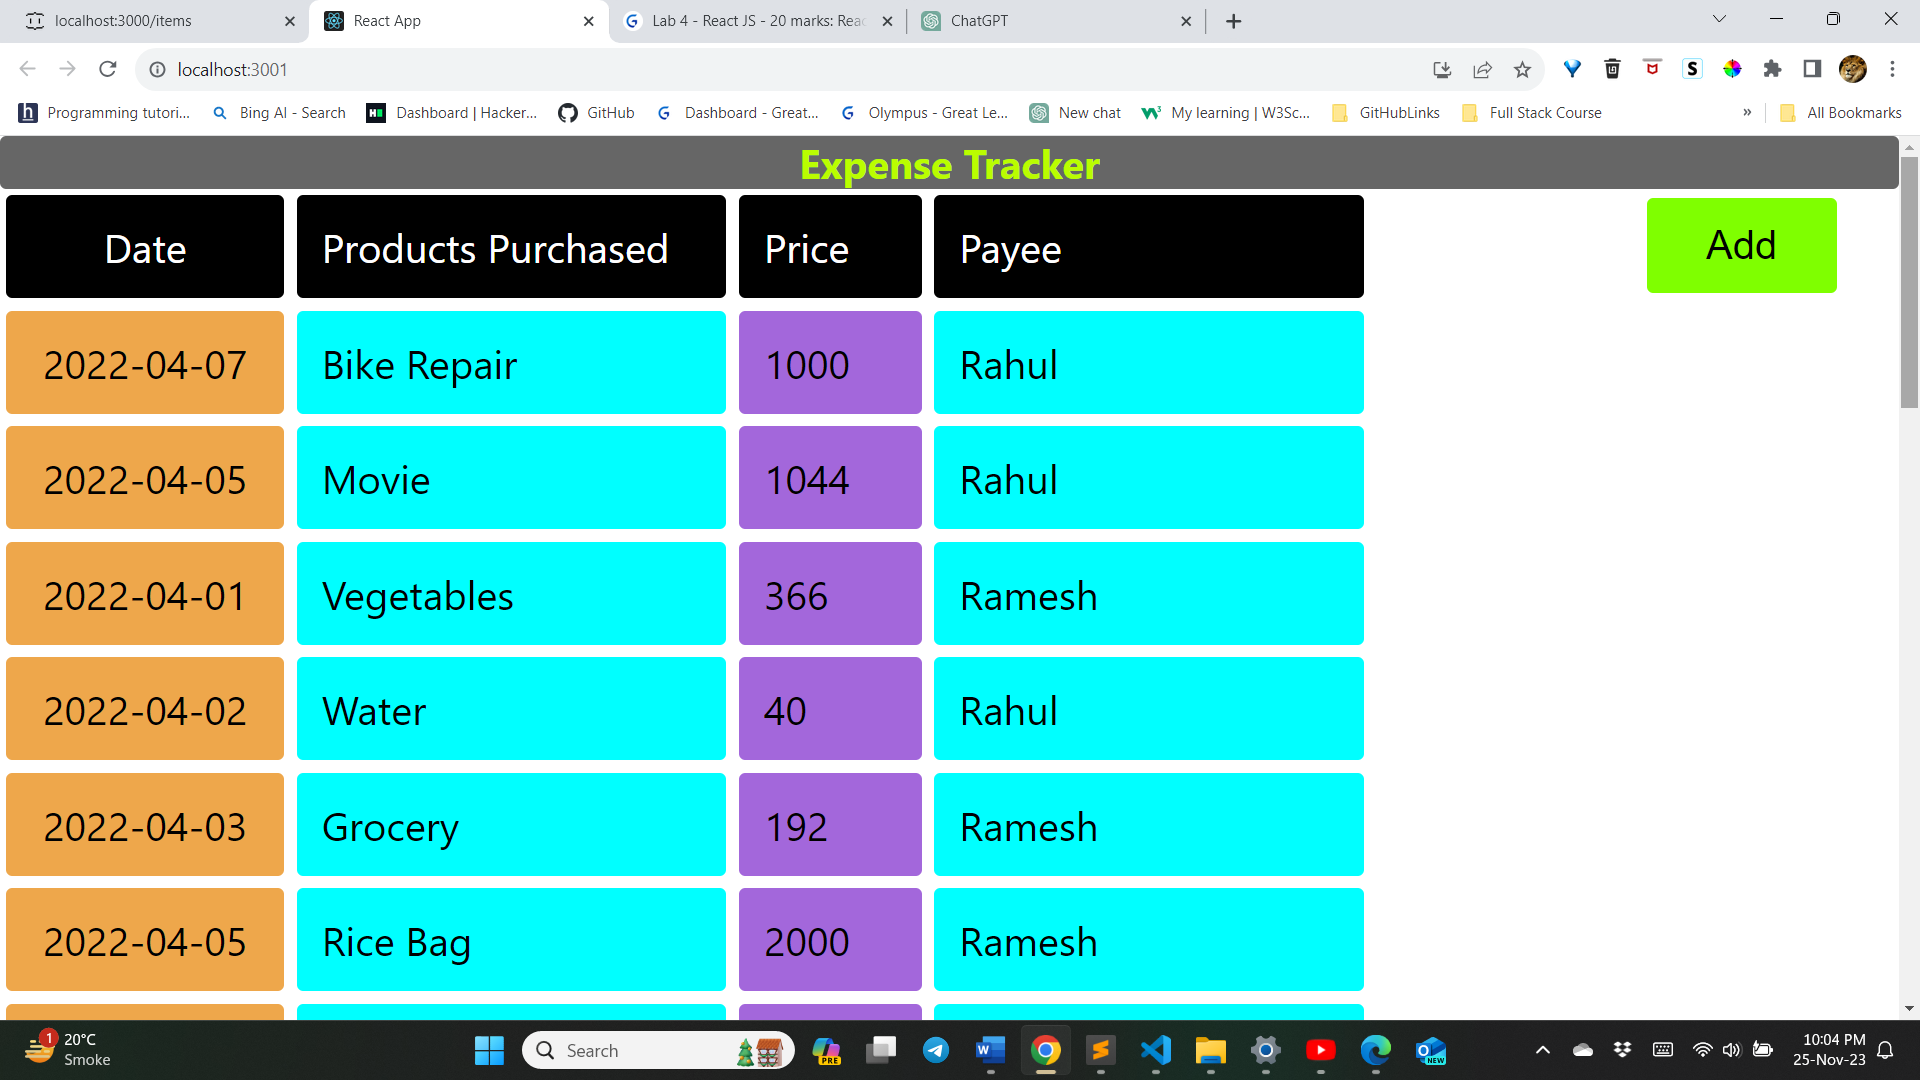 localhost:3000/items
React App
Lab 4 - React JS - 20 marks: Rea
ChatGPT
localhost:3001
Programming tutori...
Bing AI - Search
Dashboard | Hacker...
GitHub
Dashboard - Great...
Olympus - Great Le...
New chat
My learning | W3Sc...
GitHubLinks
Full Stack Course
»
All Bookmarks
Expense Tracker
Date Products Purchased Price Payee Add
2022-04-07 Bike Repair 1000 Rahul
2022-04-05 Movie 1044 Rahul
2022-04-01 Vegetables 366 Ramesh
2022-04-02 Water 40 Rahul
2022-04-03 Grocery 192 Ramesh
2022-04-05 Rice Bag 2000 Ramesh
1
20°C
Smoke
Search
PRE
NEW
10:04 PM
25-Nov-23